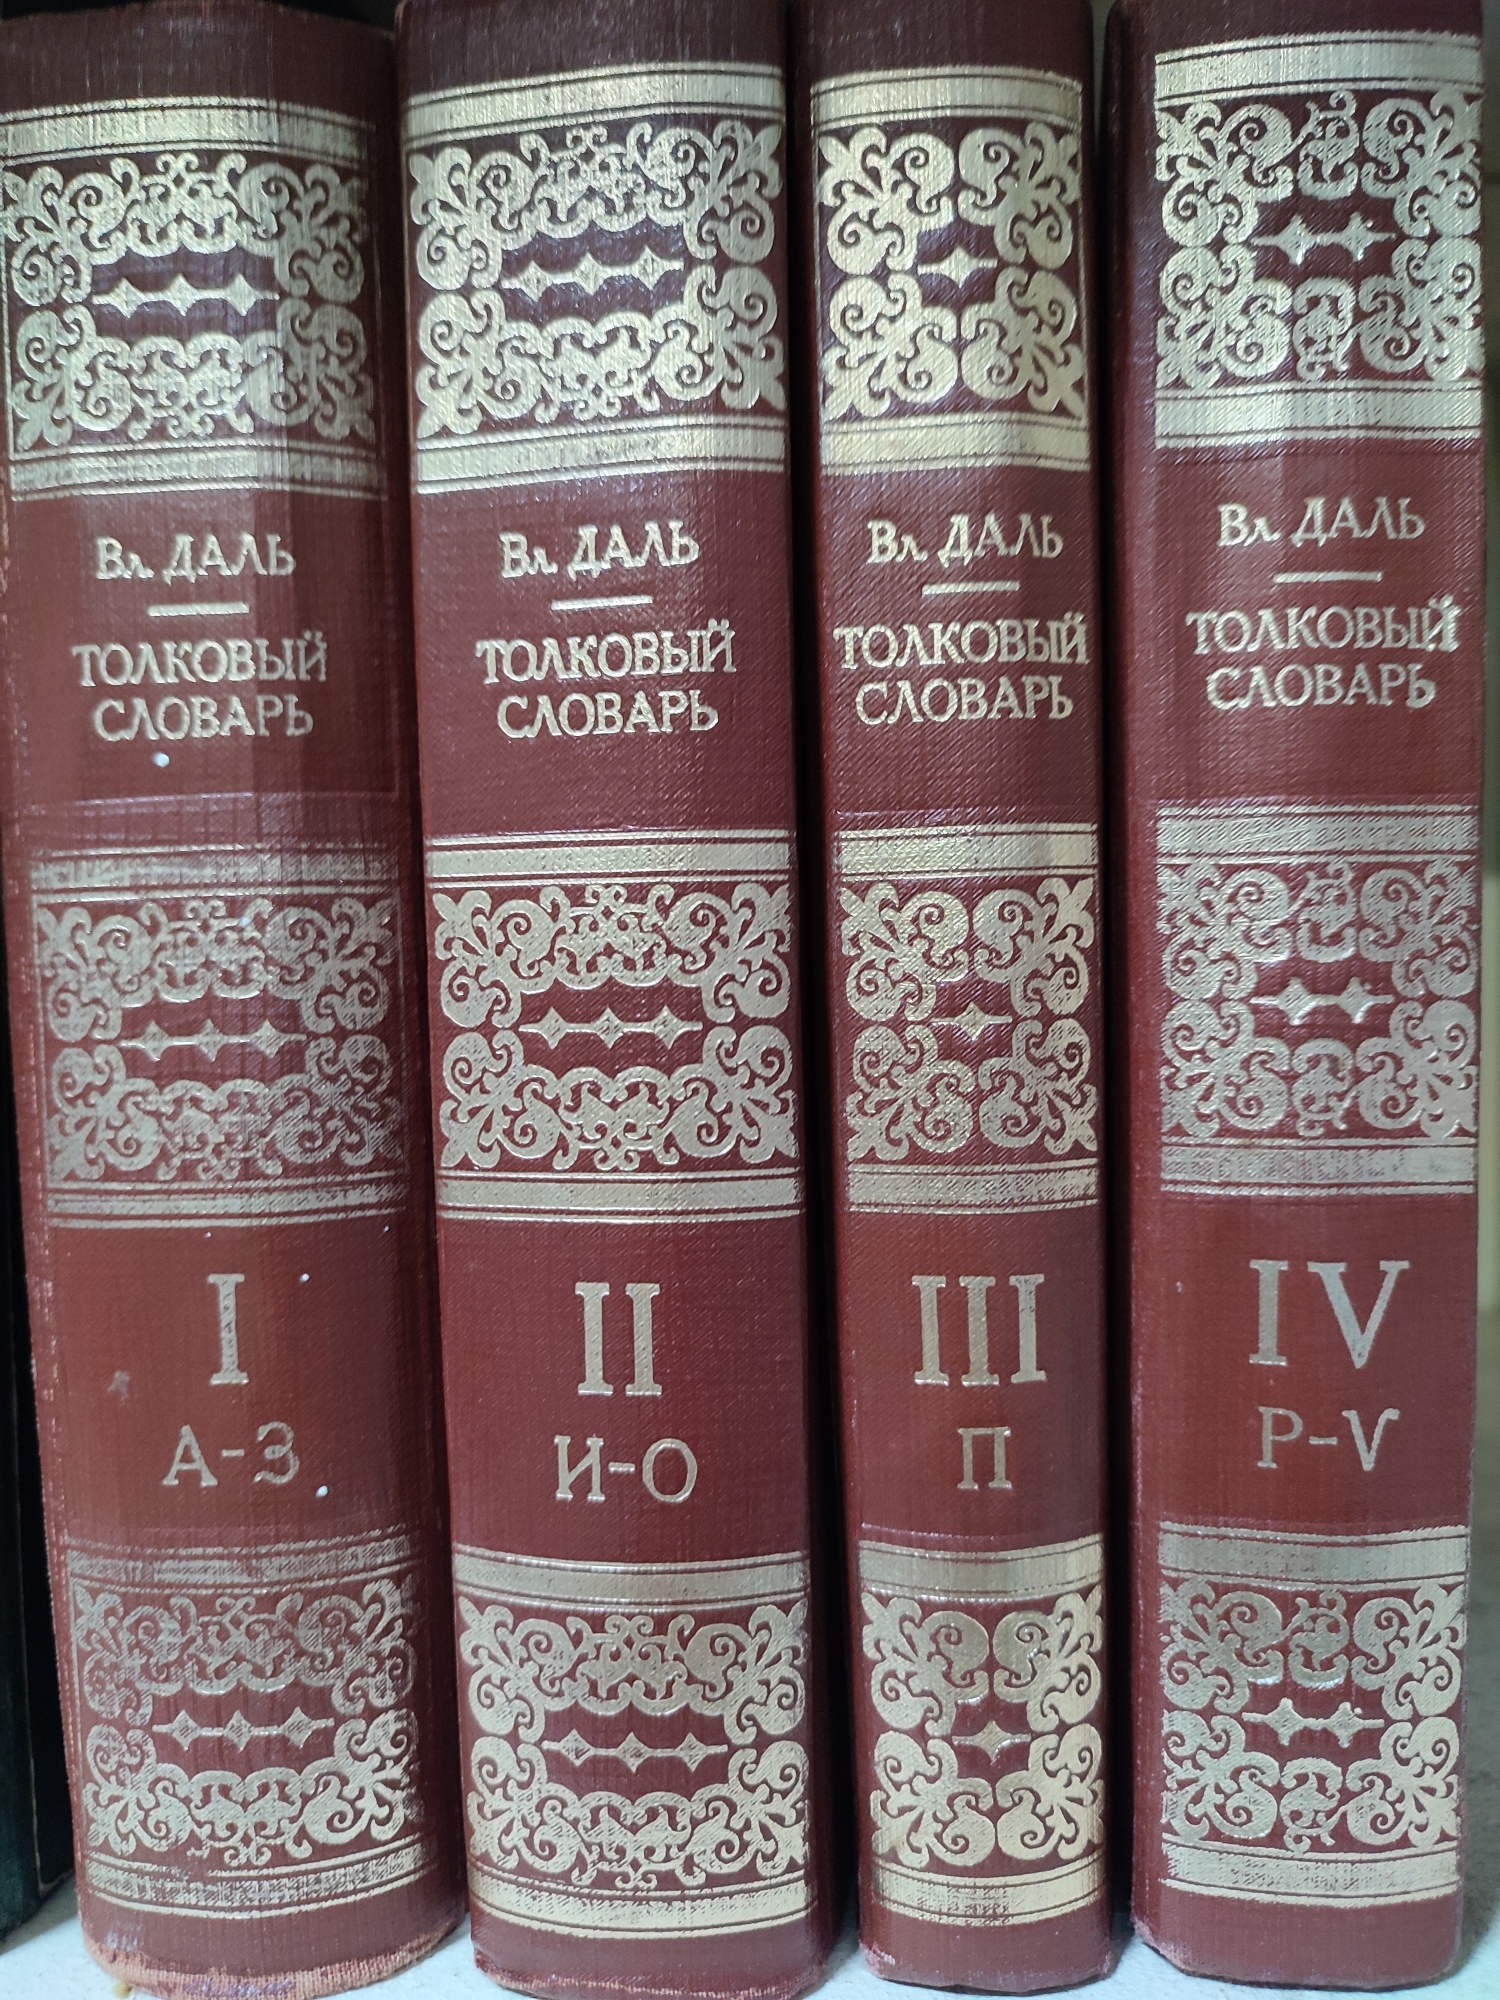 Вл. ДАЛЬ
ТОЛКОВЫЙ
СЛОВАРЬ
I
А-З
Вл. ДАЛЬ
ТОЛКОВЫЙ
СЛОВАРЬ
II
И-О
Вл. ДАЛЬ
ТОЛКОВЫЙ
СЛОВАРЬ
III
П
Вл. ДАЛЬ
ТОЛКОВЫЙ
СЛОВАРЬ
IV
Р-Ѵ